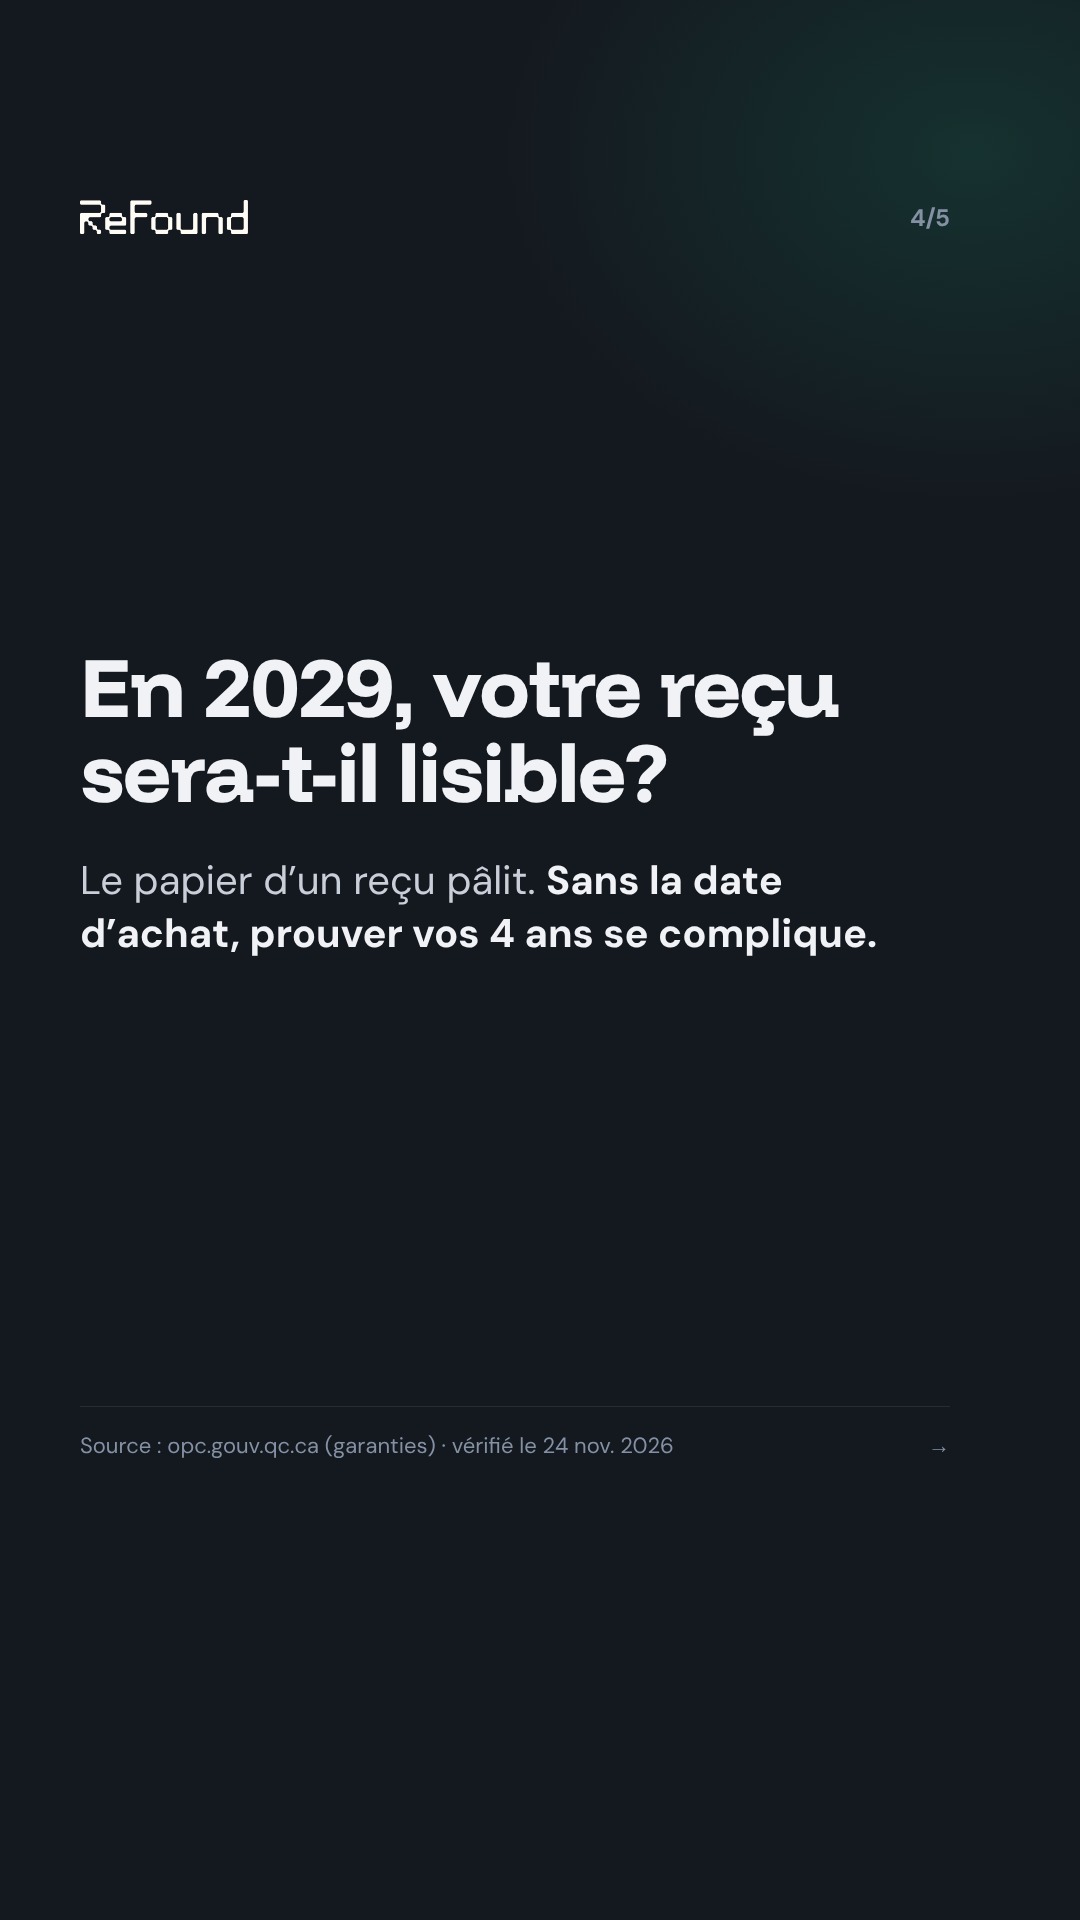 ReFound
4/5
En 2029, votre reçu
sera-t-il lisible?
Le papier d’un reçu pâlit. Sans la date
d’achat, prouver vos 4 ans se complique.
Source : opc.gouv.qc.ca (garanties) · vérifié le 24 nov. 2026 →